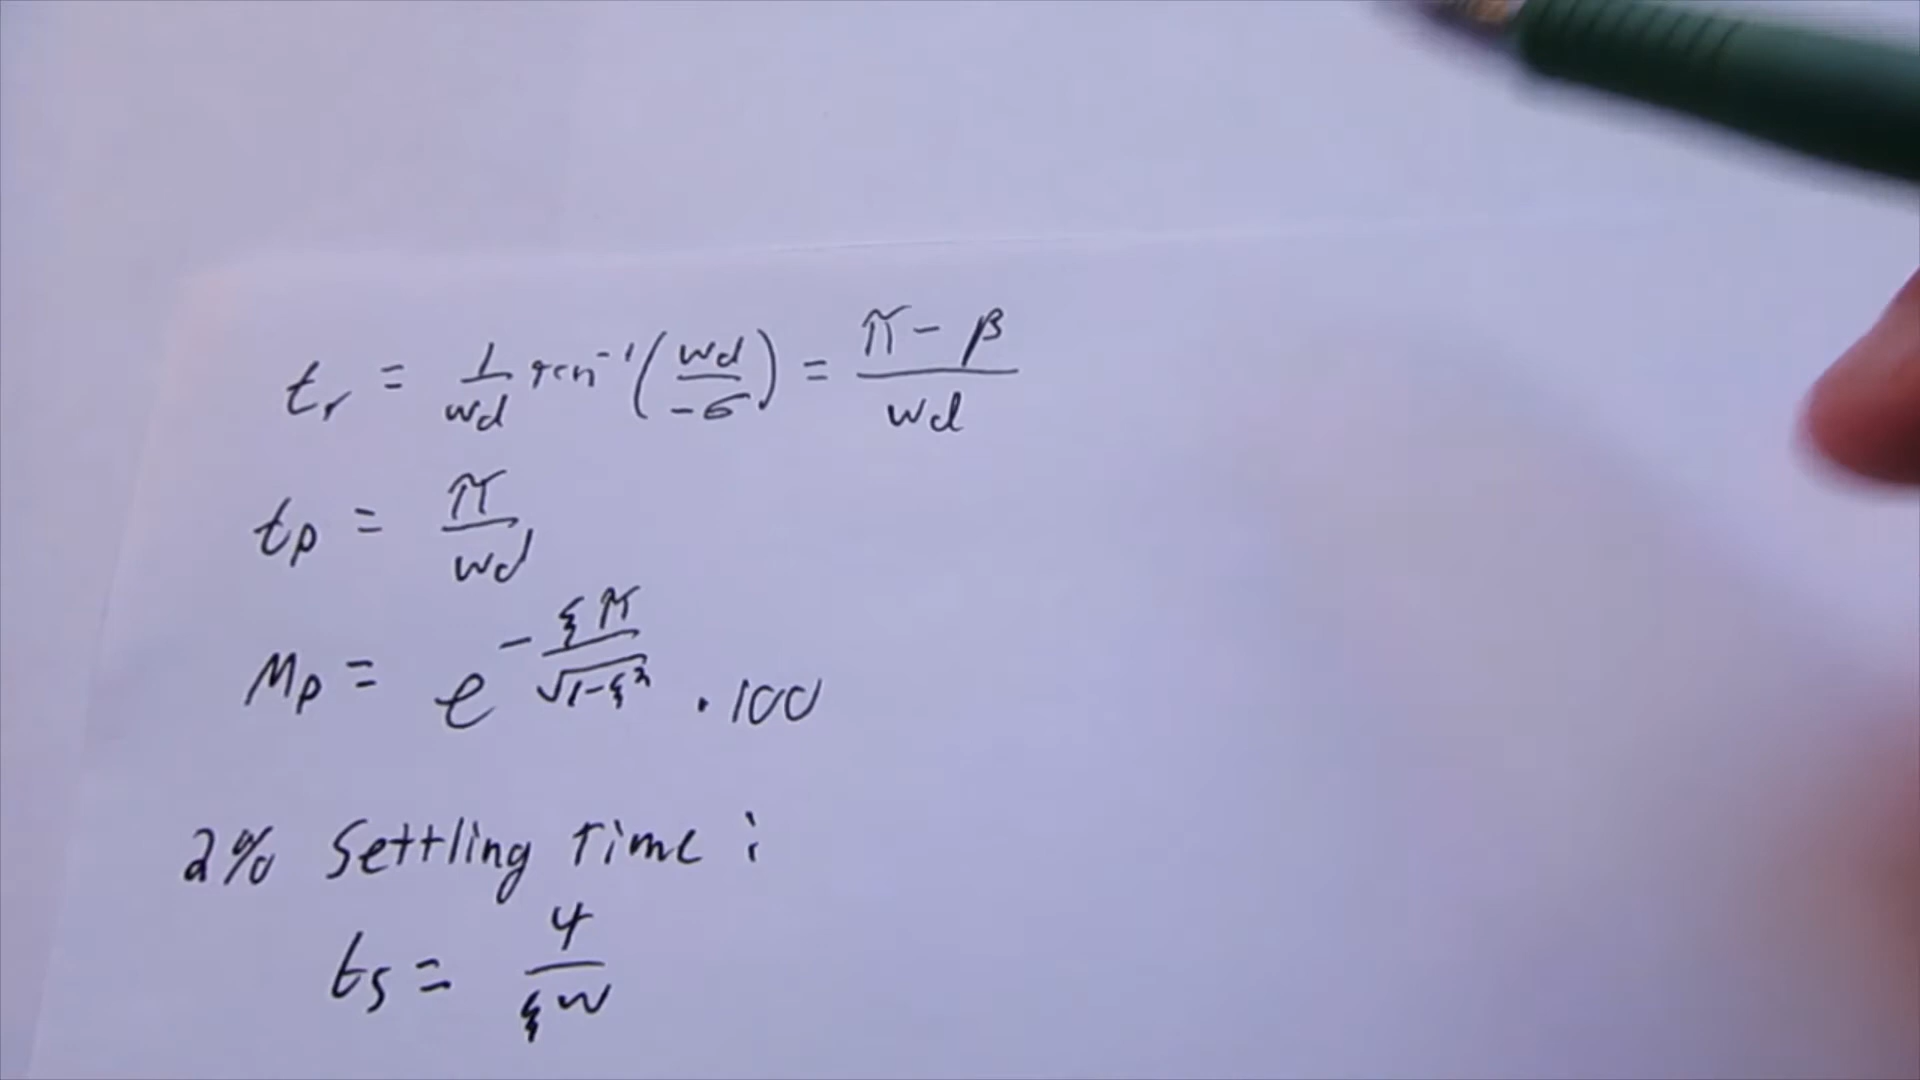 tr = 1/wd tan⁻¹(wd/-σ) = π - β/wd
tp = π/wd
Mp = e^(-ξπ/√1-ξ²) · 100
2% Settling Time :
ts = 4/ξw